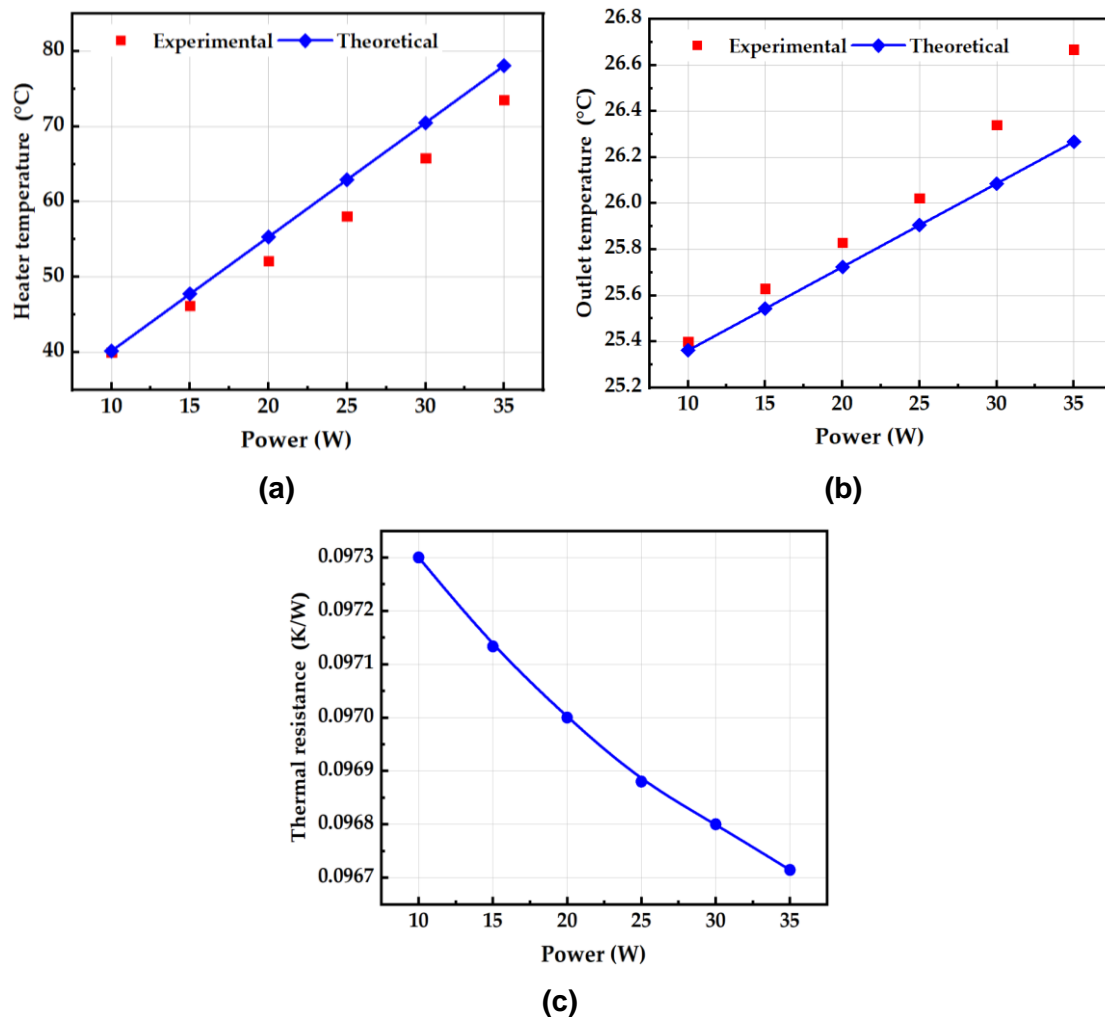 Experimental Theoretical
80
70
60
50
40
Heater temperature (°C)
10 15 20 25 30 35
Power (W)
(a)
Experimental Theoretical
26.8
26.6
26.4
26.2
26.0
25.8
25.6
25.4
25.2
Outlet temperature (°C)
10 15 20 25 30 35
Power (W)
(b)
0.0973
0.0972
0.0971
0.0970
0.0969
0.0968
0.0967
Thermal resistance (K/W)
10 15 20 25 30 35
Power (W)
(c)